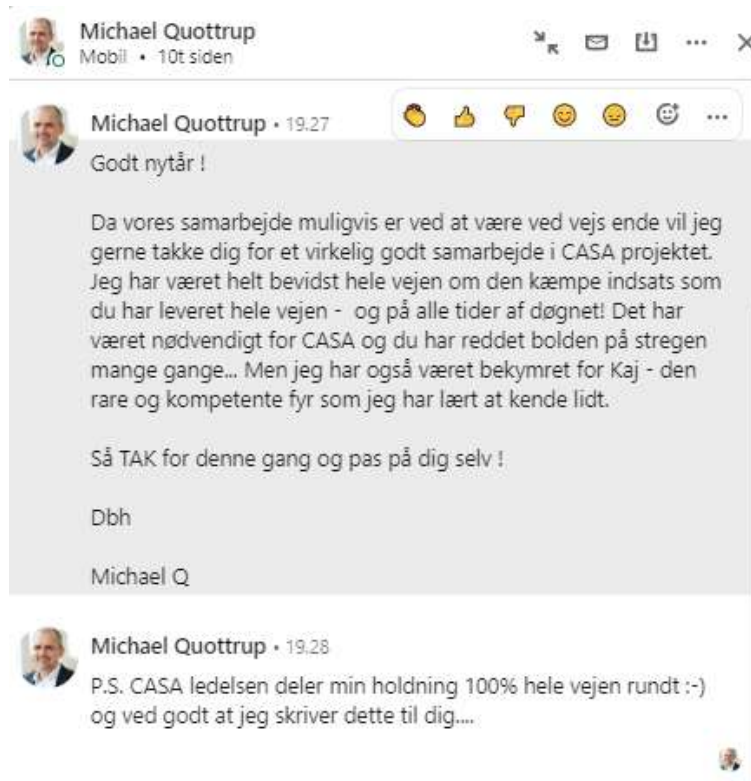 Michael Quottrup
Mobil • 10t siden
Michael Quottrup • 19.27
Godt nytår !
Da vores samarbejde muligvis er ved at være ved vejs ende vil jeg
gerne takke dig for et virkelig godt samarbejde i CASA projektet.
Jeg har været helt bevidst hele vejen om den kæmpe indsats som
du har leveret hele vejen - og på alle tider af døgnet! Det har
været nødvendigt for CASA og du har reddet bolden på stregen
mange gange... Men jeg har også været bekymret for Kaj - den
rare og kompetente fyr som jeg har lært at kende lidt.
Så TAK for denne gang og pas på dig selv !
Dbh
Michael Q
Michael Quottrup • 19.28
P.S. CASA ledelsen deler min holdning 100% hele vejen rundt :-)
og ved godt at jeg skriver dette til dig....